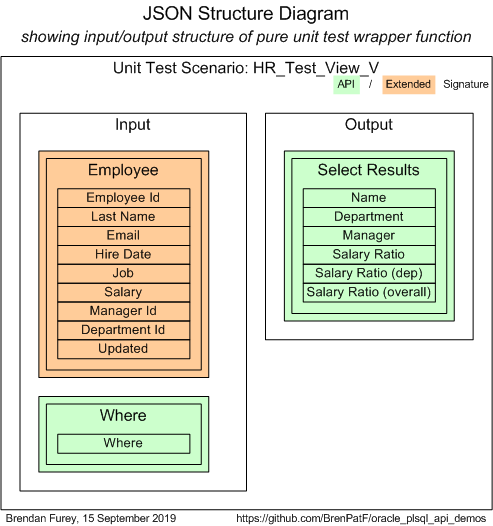 JSON Structure Diagram
showing input/output structure of pure unit test wrapper function
Unit Test Scenario: HR_Test_View_V
API / Extended Signature
Input
Employee
Employee Id
Last Name
Email
Hire Date
Job
Salary
Manager Id
Department Id
Updated
Where
Where
Output
Select Results
Name
Department
Manager
Salary Ratio
Salary Ratio (dep)
Salary Ratio (overall)
Brendan Furey, 15 September 2019
https://github.com/BrenPatF/oracle_plsql_api_demos